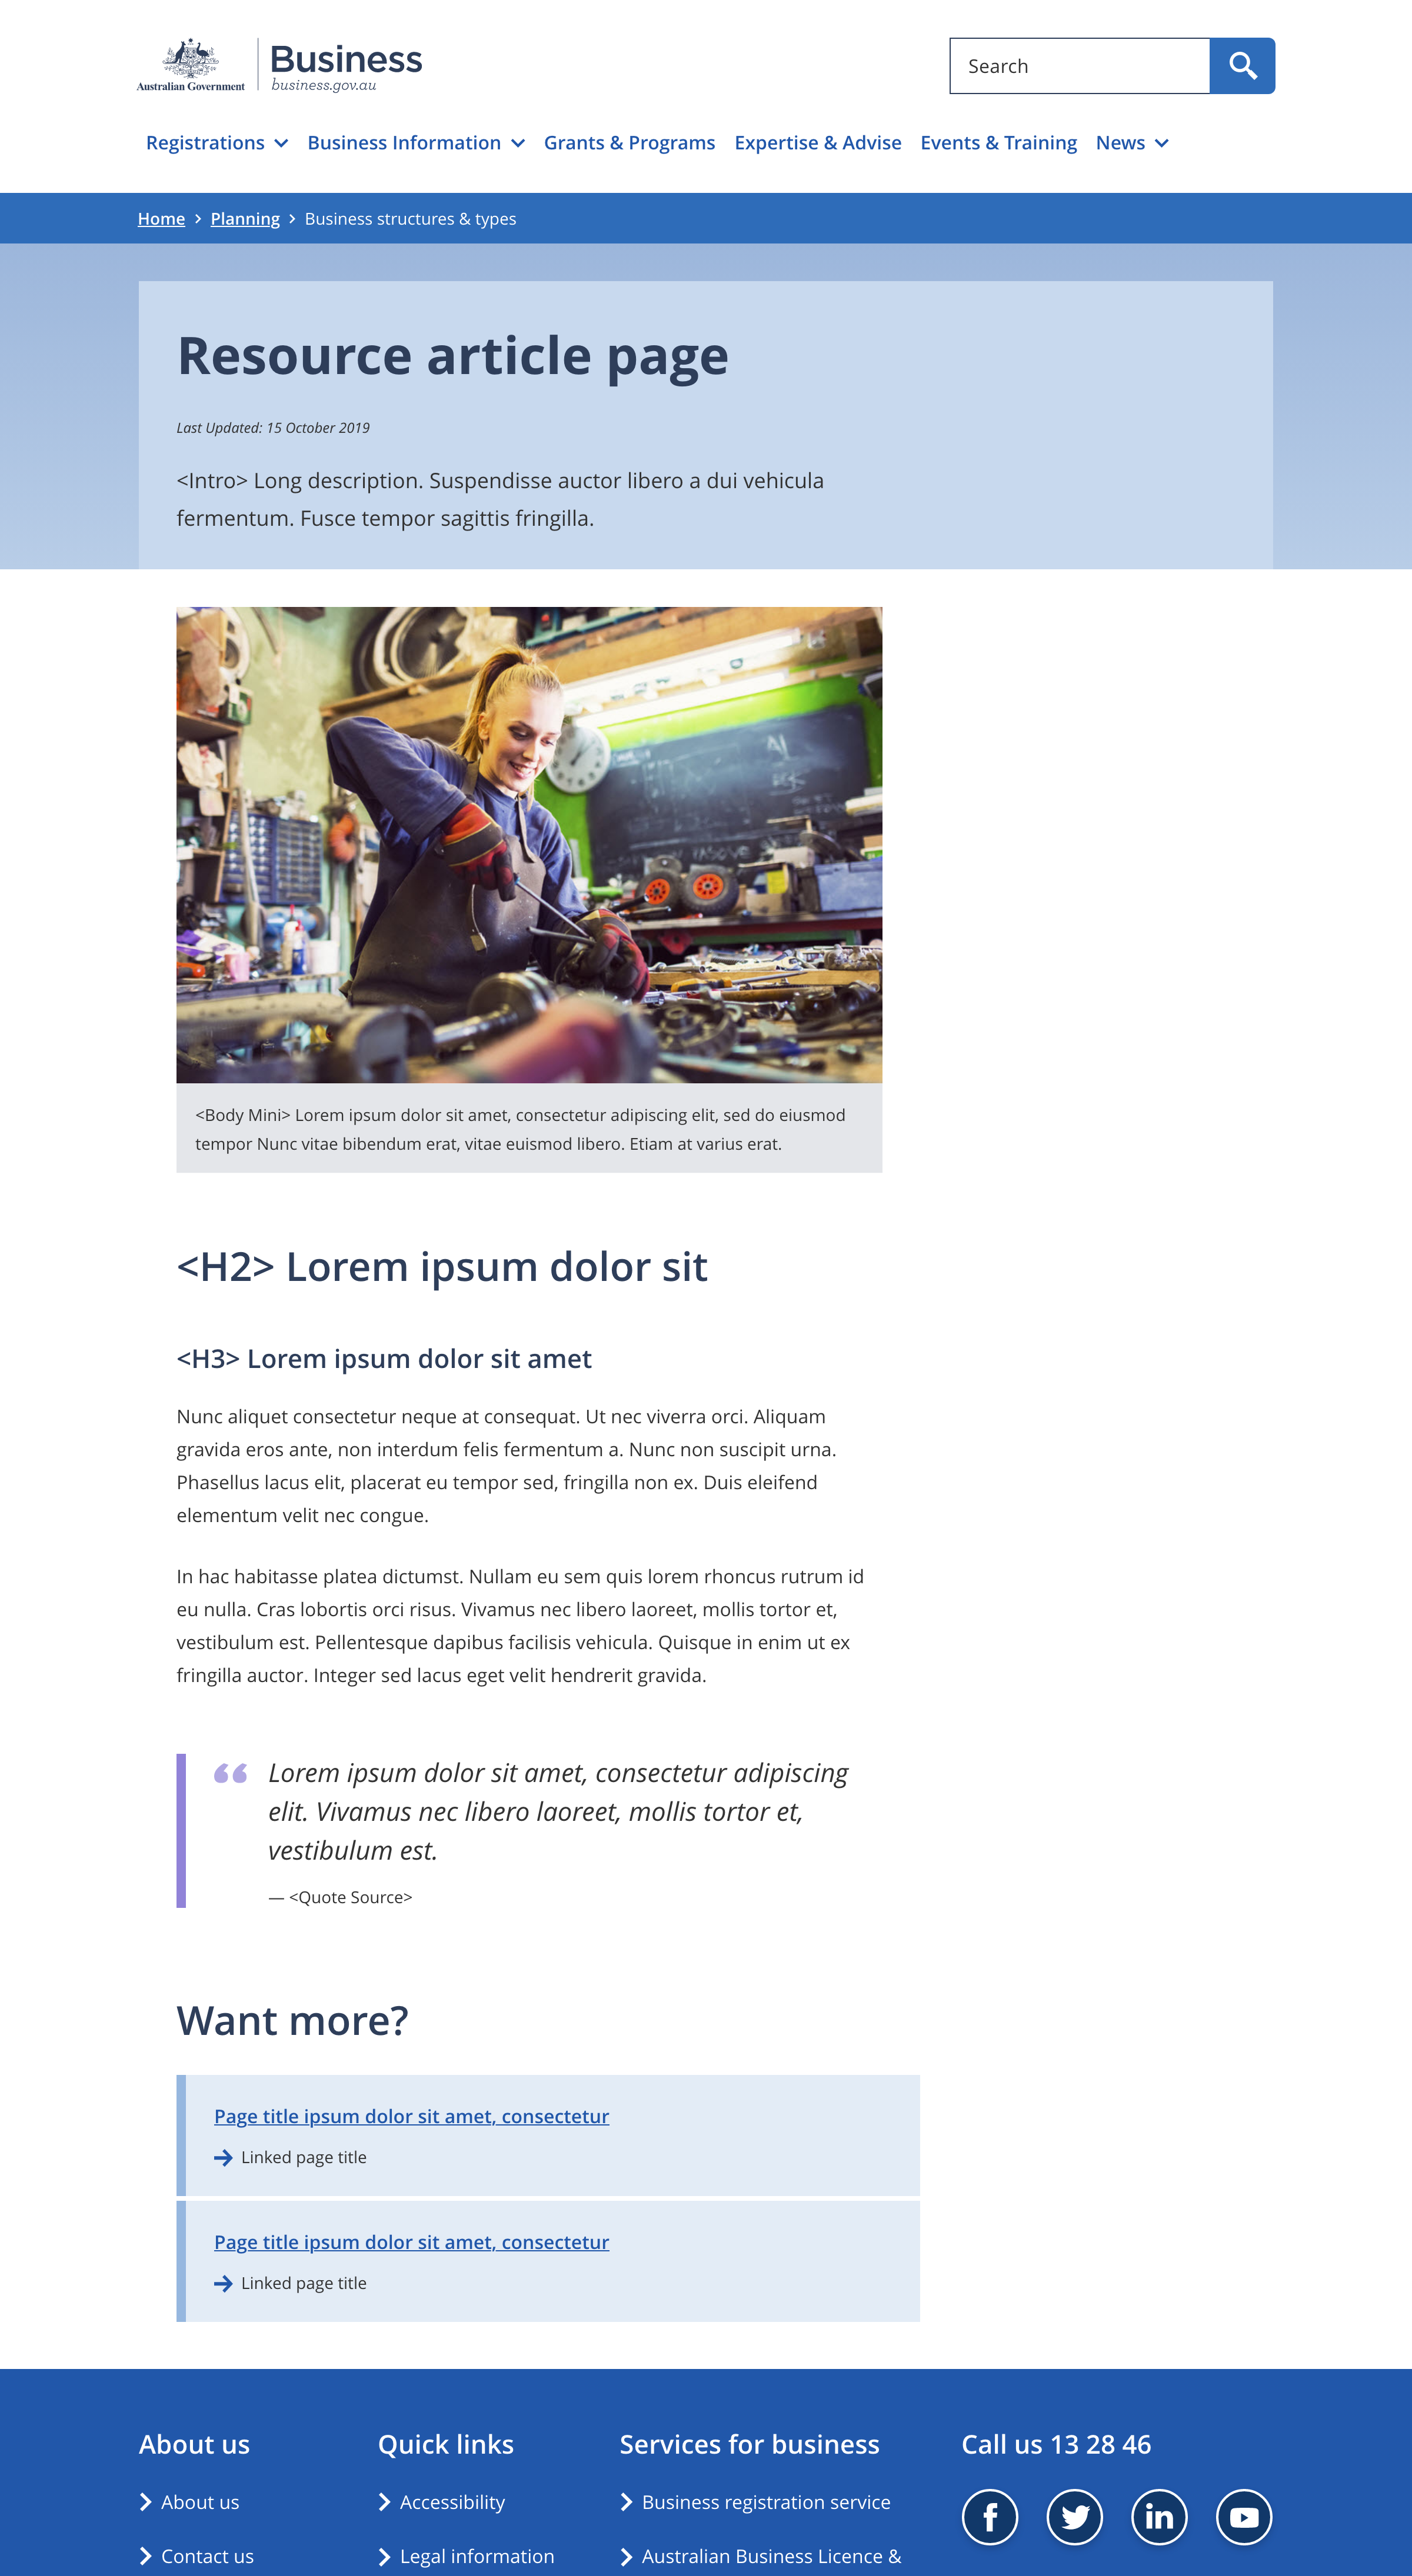 Australian Government
Business
business.gov.au
Search
Registrations
Business Information
Grants & Programs
Expertise & Advise
Events & Training
News
Home
Planning
Business structures & types
Resource article page
Last Updated: 15 October 2019
<Intro> Long description. Suspendisse auctor libero a dui vehicula
fermentum. Fusce tempor sagittis fringilla.
<Body Mini> Lorem ipsum dolor sit amet, consectetur adipiscing elit, sed do eiusmod
tempor Nunc vitae bibendum erat, vitae euismod libero. Etiam at varius erat.
<H2> Lorem ipsum dolor sit
<H3> Lorem ipsum dolor sit amet
Nunc aliquet consectetur neque at consequat. Ut nec viverra orci. Aliquam
gravida eros ante, non interdum felis fermentum a. Nunc non suscipit urna.
Phasellus lacus elit, placerat eu tempor sed, fringilla non ex. Duis eleifend
elementum velit nec congue.
In hac habitasse platea dictumst. Nullam eu sem quis lorem rhoncus rutrum id
eu nulla. Cras lobortis orci risus. Vivamus nec libero laoreet, mollis tortor et,
vestibulum est. Pellentesque dapibus facilisis vehicula. Quisque in enim ut ex
fringilla auctor. Integer sed lacus eget velit hendrerit gravida.
“ Lorem ipsum dolor sit amet, consectetur adipiscing
elit. Vivamus nec libero laoreet, mollis tortor et,
vestibulum est.
— <Quote Source>
Want more?
Page title ipsum dolor sit amet, consectetur
Linked page title
Page title ipsum dolor sit amet, consectetur
Linked page title
About us
About us
Contact us
Quick links
Accessibility
Legal information
Services for business
Business registration service
Australian Business Licence &
Call us 13 28 46